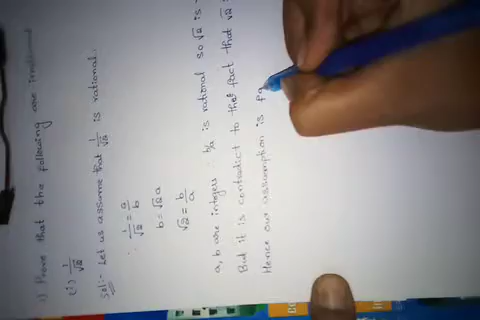 1) Prove that the following are irrational
(i) 1/√2
Sol:- Let us assume that 1/√2 is rational.
∴ 1/√2 = a/b
b = √2 a
√2 = b/a
a, b are integers ∴ b/a is rational so √2 is
But it is contradict to the fact that √2
Hence our assumption is